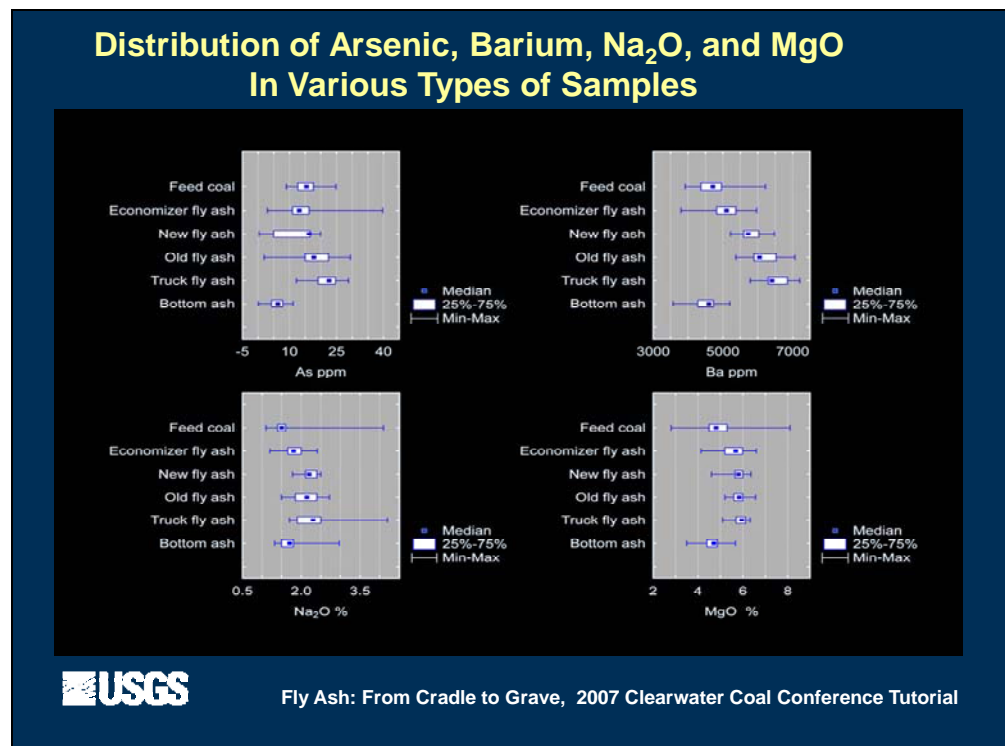 Distribution of Arsenic, Barium, Na₂O, and MgO
In Various Types of Samples
Feed coal
Economizer fly ash
New fly ash
Old fly ash
Truck fly ash
Bottom ash
Median
25%-75%
Min-Max
-5 10 25 40
As ppm
Feed coal
Economizer fly ash
New fly ash
Old fly ash
Truck fly ash
Bottom ash
Median
25%-75%
Min-Max
3000 5000 7000
Ba ppm
Feed coal
Economizer fly ash
New fly ash
Old fly ash
Truck fly ash
Bottom ash
Median
25%-75%
Min-Max
0.5 2.0 3.5
Na₂O %
Feed coal
Economizer fly ash
New fly ash
Old fly ash
Truck fly ash
Bottom ash
Median
25%-75%
Min-Max
2 4 6 8
MgO %
USGS
Fly Ash: From Cradle to Grave, 2007 Clearwater Coal Conference Tutorial